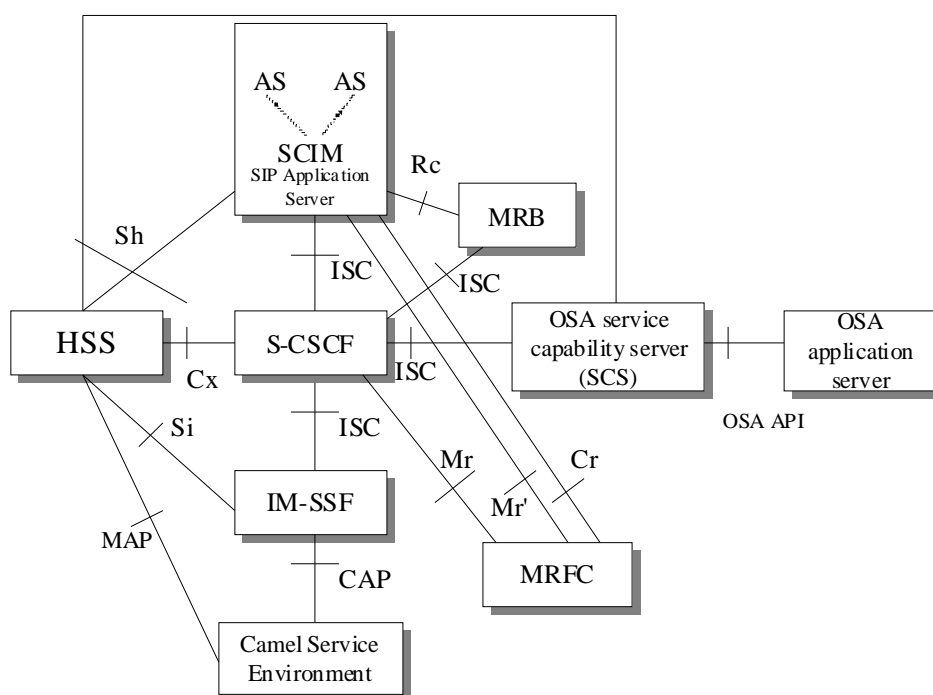 AS AS
SCIM
SIP Application
Server
Rc
MRB
Sh
ISC
ISC
HSS
S-CSCF
OSA service
capability server
(SCS)
OSA
application
server
Cx
ISC
OSA API
Si
ISC
Mr
Cr
Mr'
IM-SSF
MAP
CAP
MRFC
Camel Service
Environment